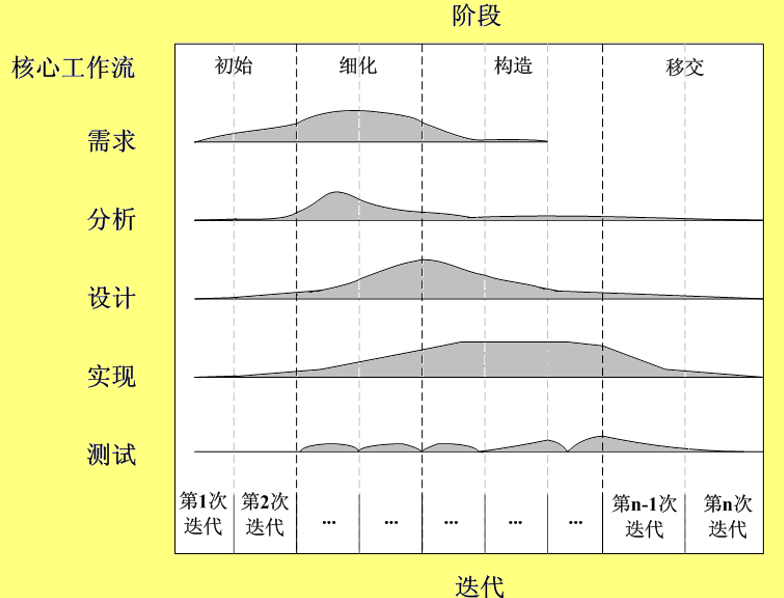 阶段
核心工作流
初始
细化
构造
移交
需求
分析
设计
实现
测试
第1次
迭代
第2次
迭代
...
...
...
...
...
第n-1次
迭代
第n次
迭代
迭代